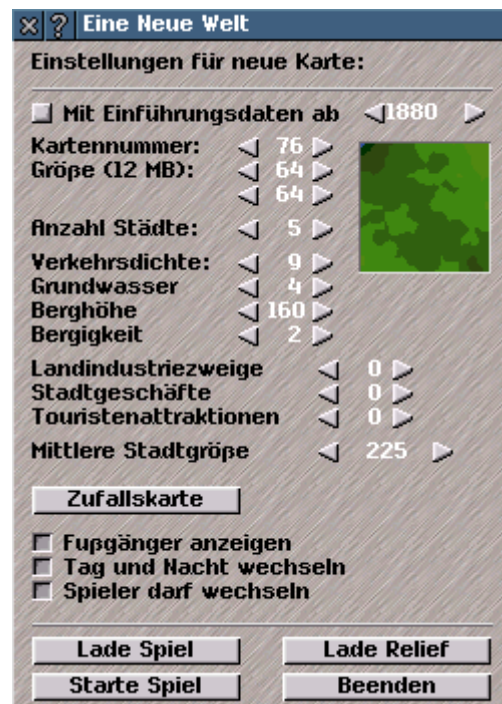 Eine Neue Welt
Einstellungen für neue Karte:
Mit Einführungsdaten ab 1880
Kartennummer: 76
Größe (12 MB): 64
64
Anzahl Städte: 5
Verkehrsdichte: 9
Grundwasser 4
Berghöhe 160
Bergigkeit 2
Landindustriezweige 0
Stadtgeschäfte 0
Touristenattraktionen 0
Mittlere Stadtgröße 225
Zufallskarte
Fußgänger anzeigen
Tag und Nacht wechseln
Spieler darf wechseln
Lade Spiel Lade Relief
Starte Spiel Beenden